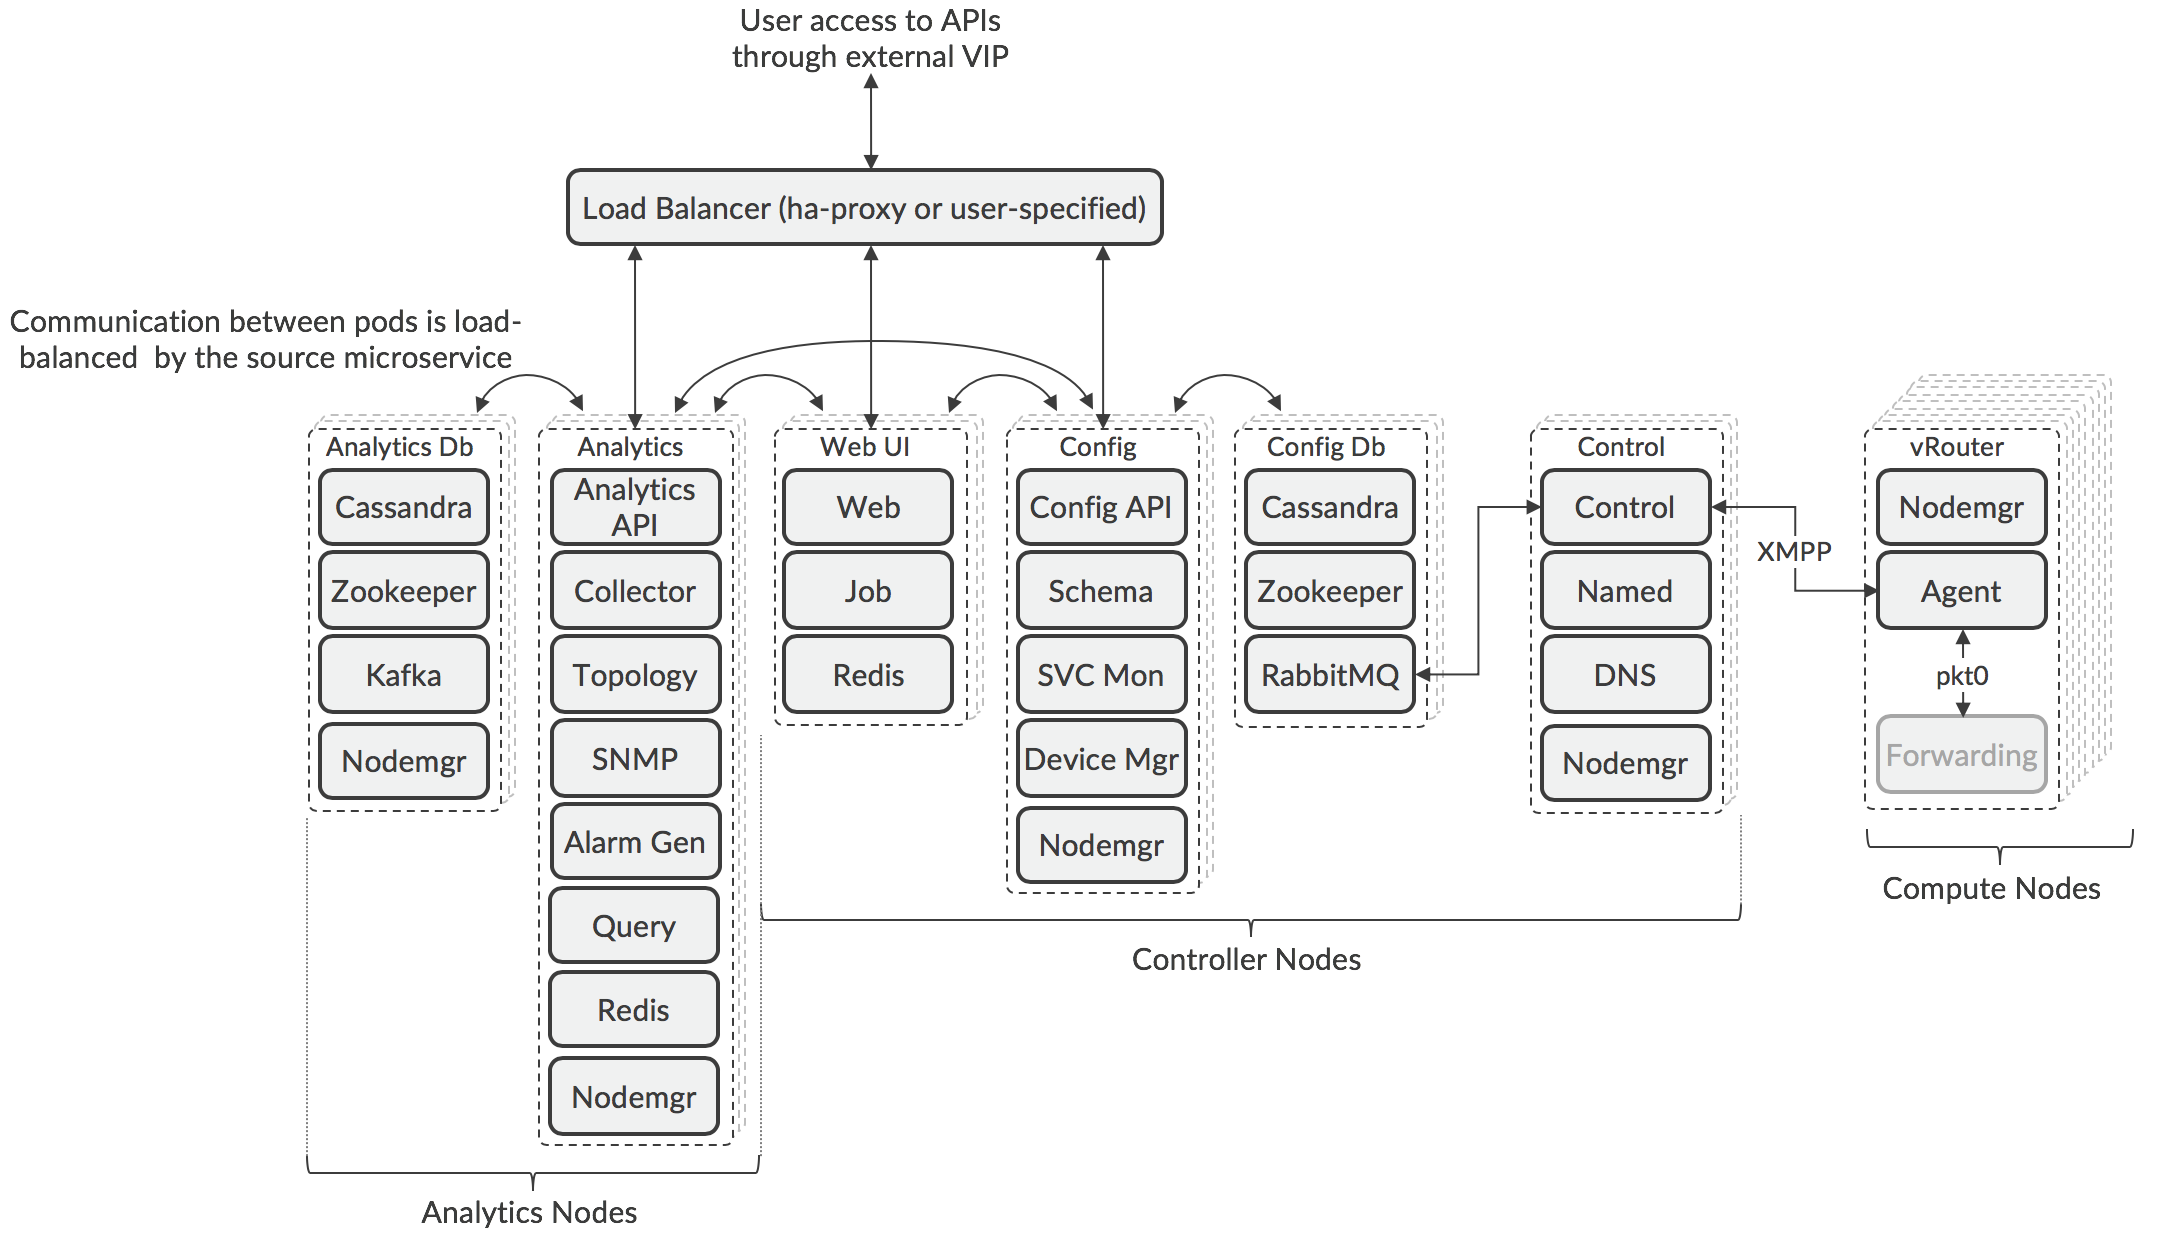 User access to APIs
through external VIP
Load Balancer (ha-proxy or user-specified)
Communication between pods is load-
balanced  by the source microservice
Analytics Db
Cassandra
Zookeeper
Kafka
Nodemgr
Analytics
Analytics
API
Collector
Topology
SNMP
Alarm Gen
Query
Redis
Nodemgr
Web UI
Web
Job
Redis
Config
Config API
Schema
SVC Mon
Device Mgr
Nodemgr
Config Db
Cassandra
Zookeeper
RabbitMQ
Control
Control
Named
DNS
Nodemgr
XMPP
vRouter
Nodemgr
Agent
pkt0
Forwarding
Compute Nodes
Controller Nodes
Analytics Nodes